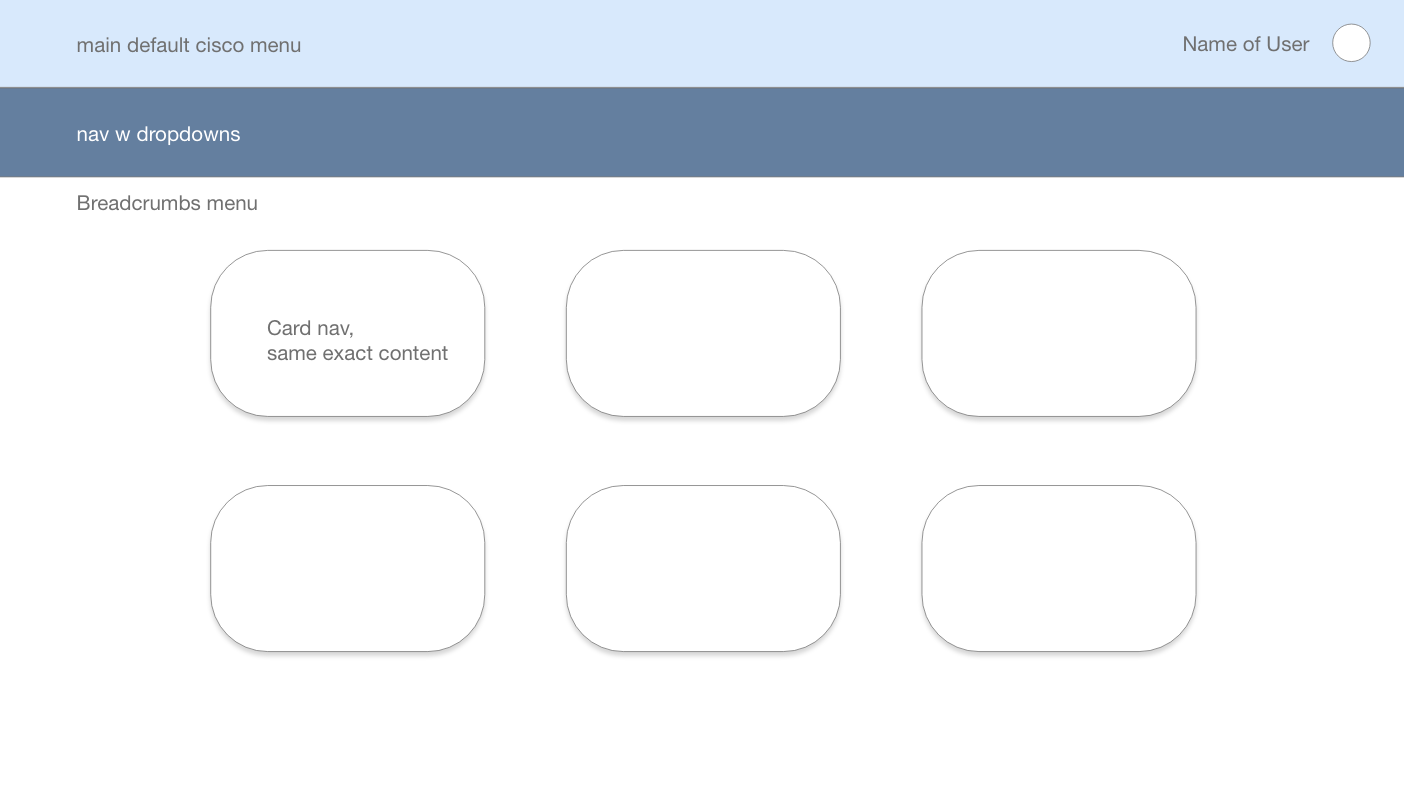 main default cisco menu
Name of User
nav w dropdowns
Breadcrumbs menu
Card nav,
same exact content